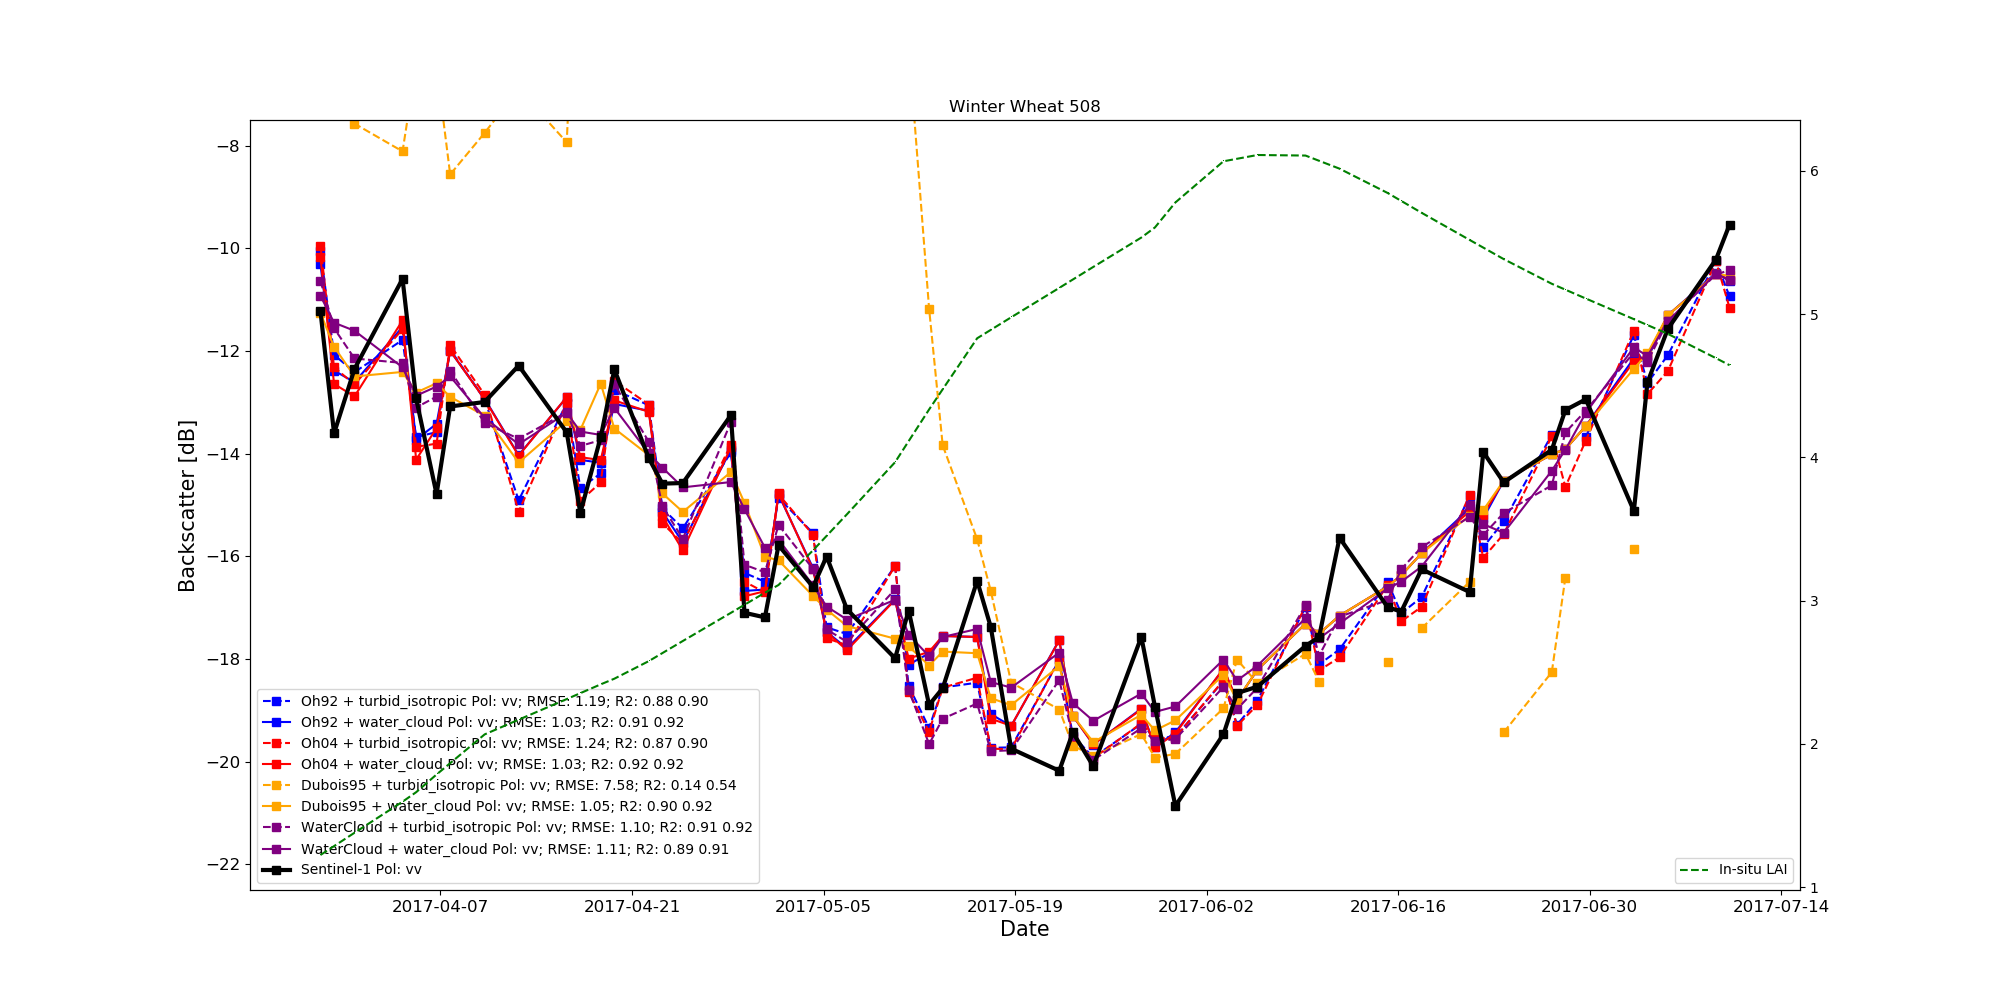 Winter Wheat 508
−8
−10
−12
−14
−16
−18
−20
−22
Backscatter [dB]
6
5
4
3
2
1
Oh92 + turbid_isotropic Pol: vv; RMSE: 1.19; R2: 0.88 0.90
Oh92 + water_cloud Pol: vv; RMSE: 1.03; R2: 0.91 0.92
Oh04 + turbid_isotropic Pol: vv; RMSE: 1.24; R2: 0.87 0.90
Oh04 + water_cloud Pol: vv; RMSE: 1.03; R2: 0.92 0.92
Dubois95 + turbid_isotropic Pol: vv; RMSE: 7.58; R2: 0.14 0.54
Dubois95 + water_cloud Pol: vv; RMSE: 1.05; R2: 0.90 0.92
WaterCloud + turbid_isotropic Pol: vv; RMSE: 1.10; R2: 0.91 0.92
WaterCloud + water_cloud Pol: vv; RMSE: 1.11; R2: 0.89 0.91
Sentinel-1 Pol: vv
In-situ LAI
2017-04-07
2017-04-21
2017-05-05
2017-05-19
2017-06-02
2017-06-16
2017-06-30
2017-07-14
Date